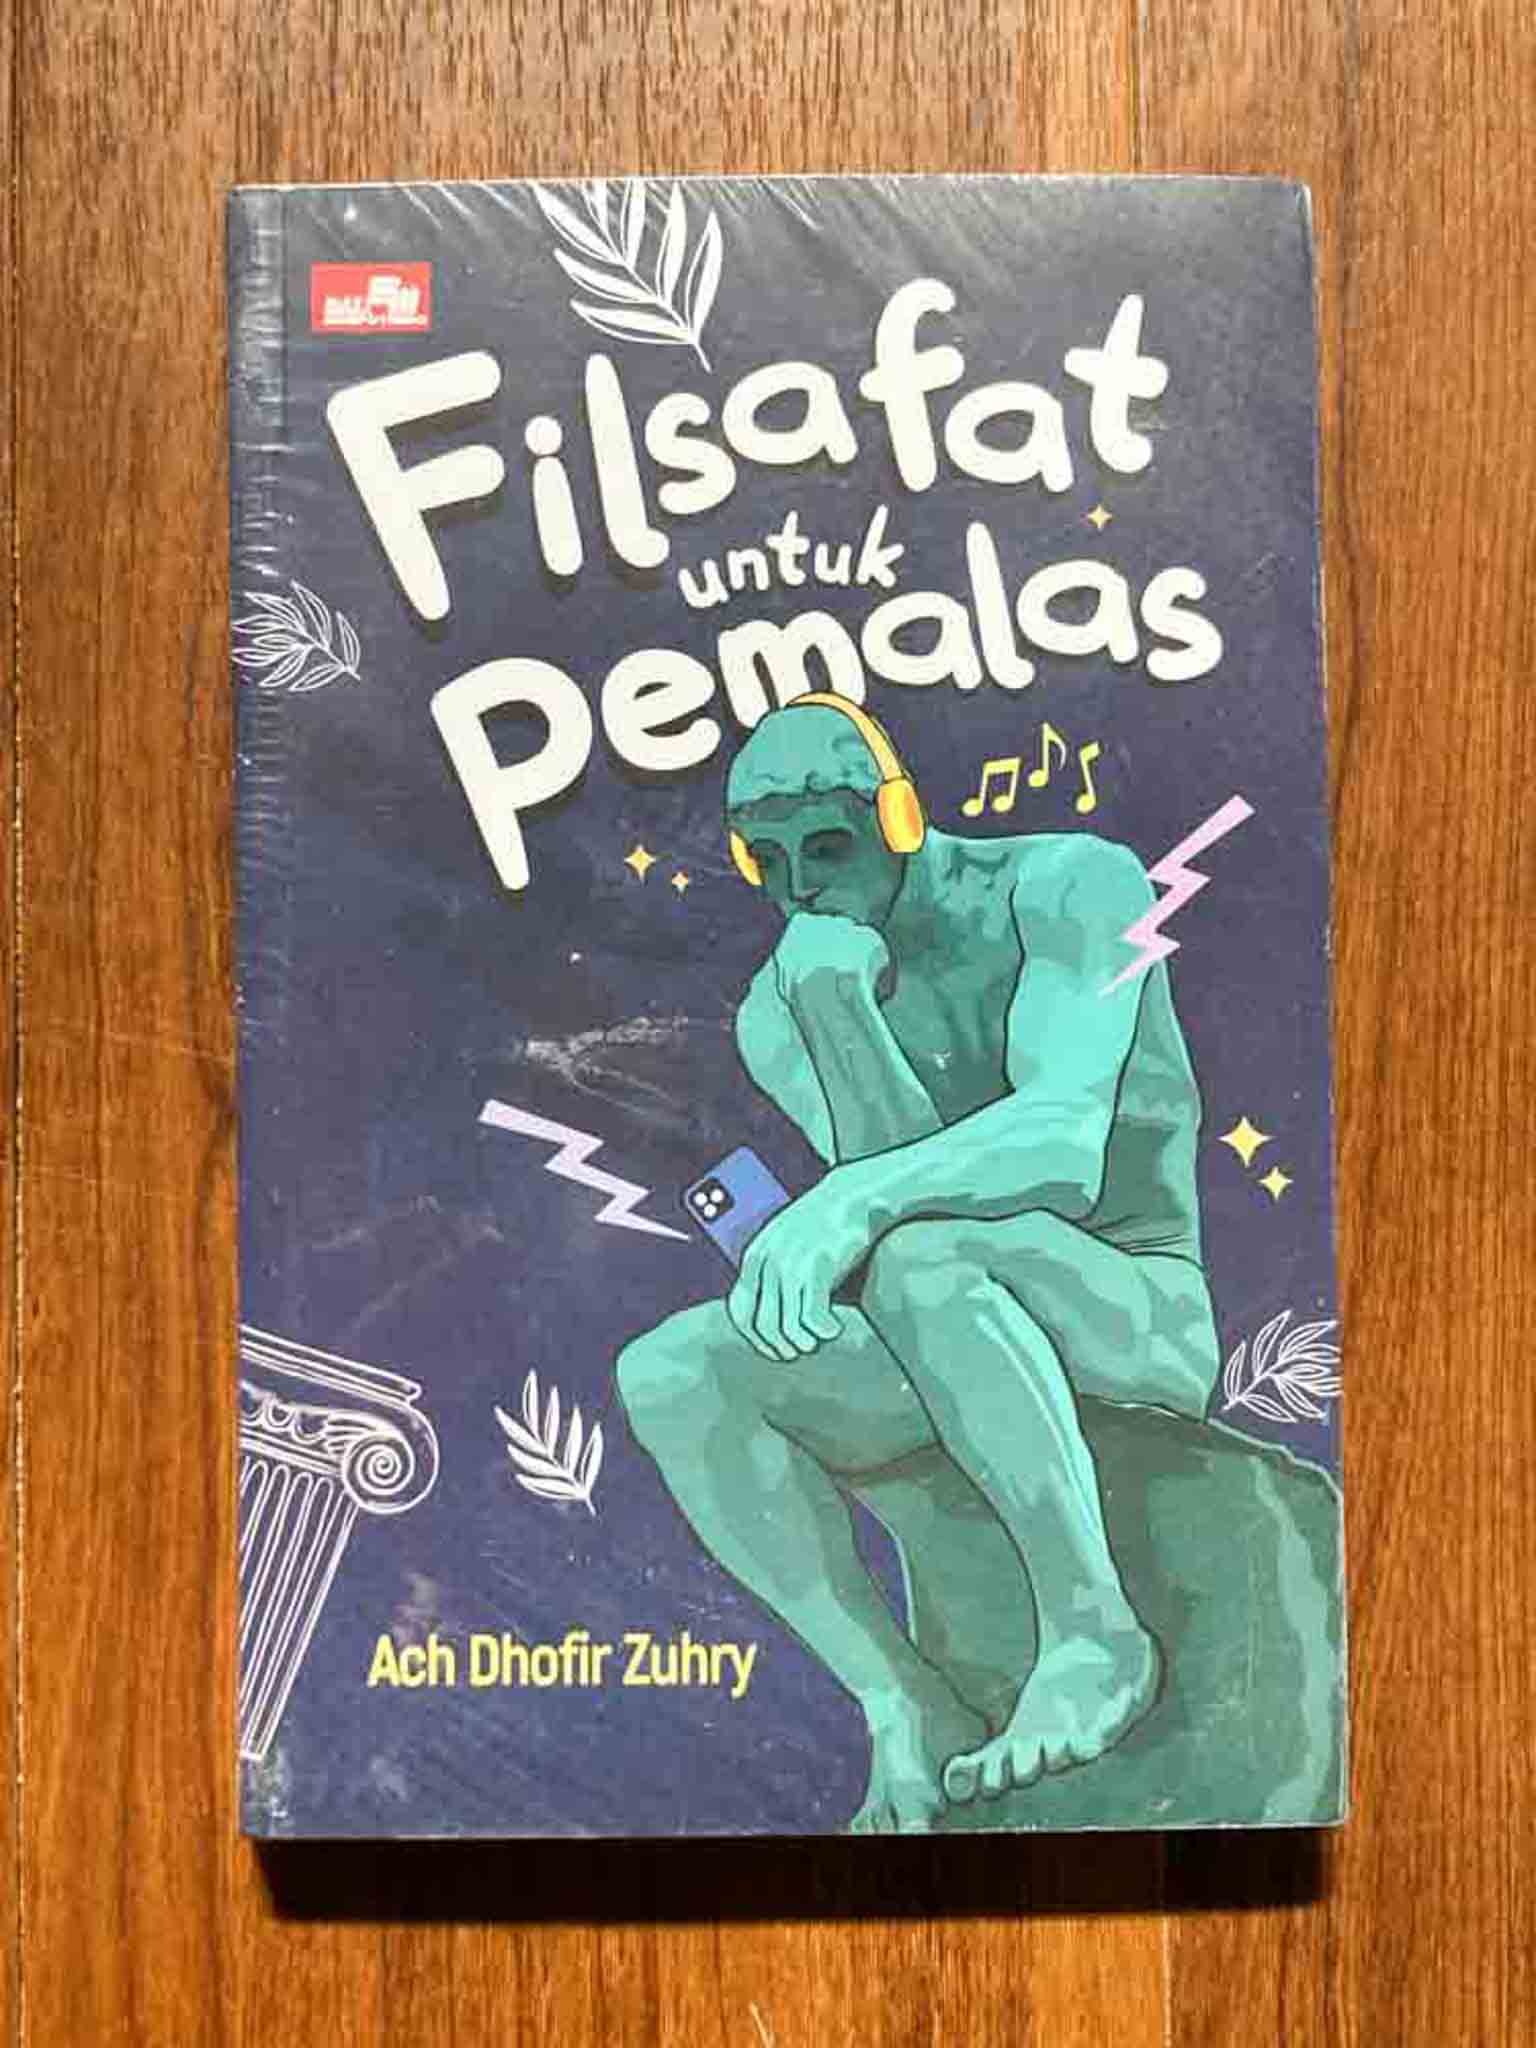 Filsafat
untuk
Pemalas
Ach Dhofir Zuhry